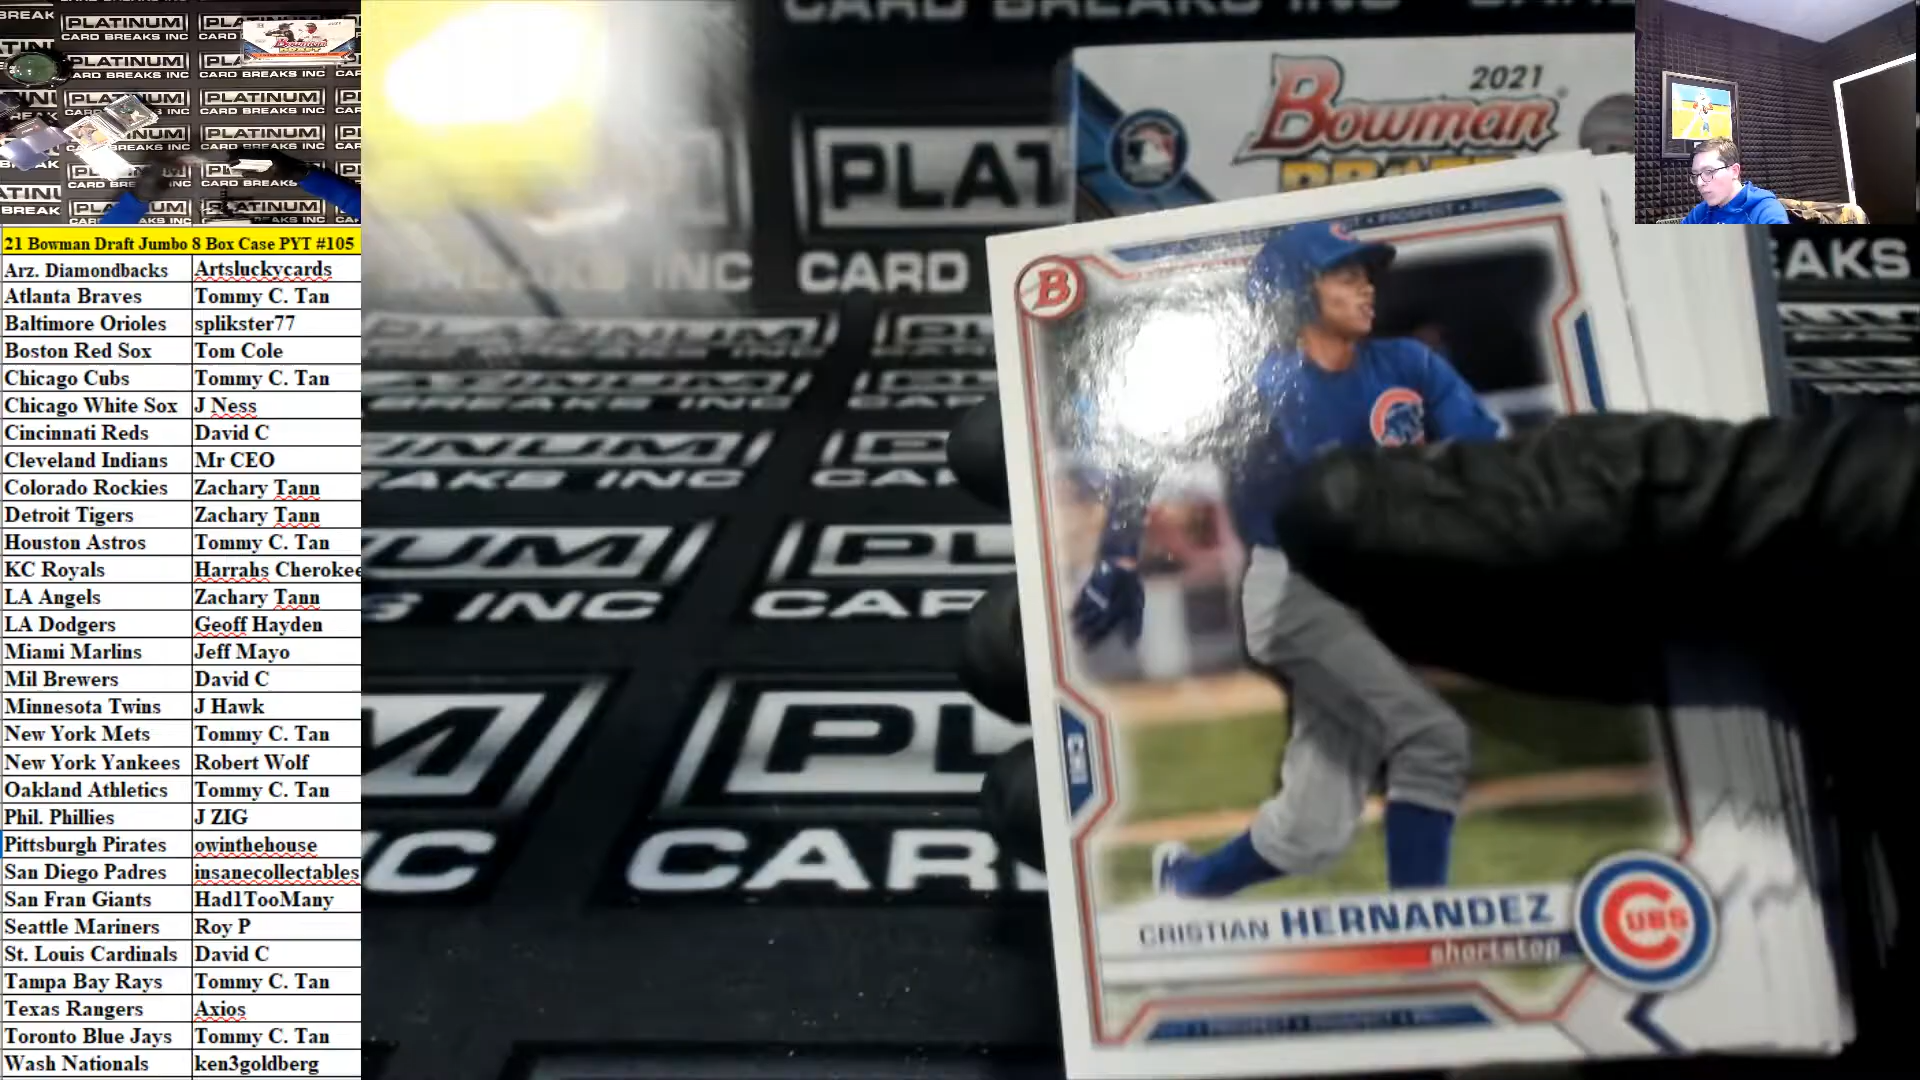 PLATINUM PLATINUM
CARD BREAKS INC CARD BREAKS INC
21 Bowman Draft Jumbo 8 Box Case PYT #105
Arz. Diamondbacks Artsluckycards
Atlanta Braves Tommy C. Tan
Baltimore Orioles splikster77
Boston Red Sox Tom Cole
Chicago Cubs Tommy C. Tan
Chicago White Sox J Ness
Cincinnati Reds David C
Cleveland Indians Mr CEO
Colorado Rockies Zachary Tann
Detroit Tigers Zachary Tann
Houston Astros Tommy C. Tan
KC Royals Harrahs Cherokee
LA Angels Zachary Tann
LA Dodgers Geoff Hayden
Miami Marlins Jeff Mayo
Mil Brewers David C
Minnesota Twins J Hawk
New York Mets Tommy C. Tan
New York Yankees Robert Wolf
Oakland Athletics Tommy C. Tan
Phil. Phillies J ZIG
Pittsburgh Pirates owinthehouse
San Diego Padres insanecollectables
San Fran Giants Had1TooMany
Seattle Mariners Roy P
St. Louis Cardinals David C
Tampa Bay Rays Tommy C. Tan
Texas Rangers Axios
Toronto Blue Jays Tommy C. Tan
Wash Nationals ken3goldberg
CARD BREAKS INC
2021
Bowman
DRAFT
PLAT
CARD
PLATINUM
BREAKS INC
B
CRISTIAN HERNANDEZ
shortstop
CUBS